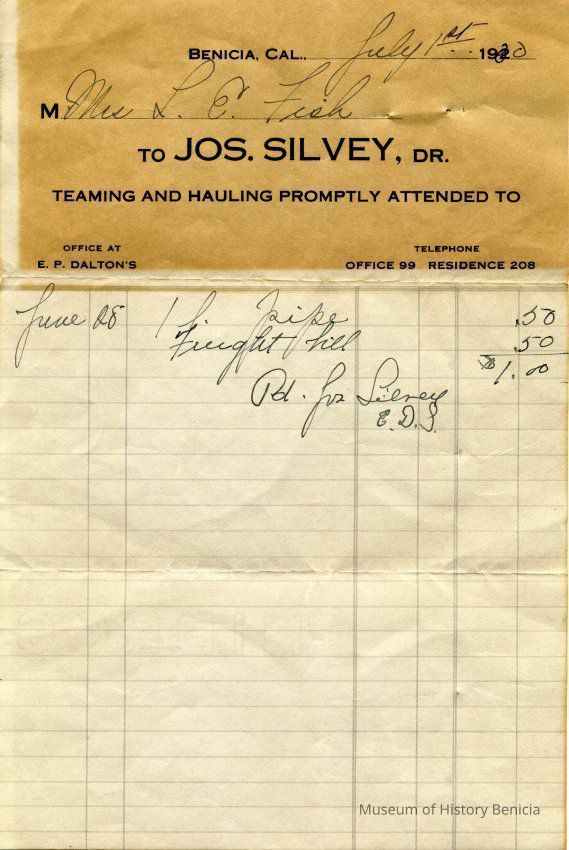 BENICIA, CAL., July 1st 1930
M Mrs L. E. Fish
TO JOS. SILVEY, DR.
TEAMING AND HAULING PROMPTLY ATTENDED TO
OFFICE AT
E. P. DALTON'S
TELEPHONE
OFFICE 99 RESIDENCE 208
June 28 1 pipe .50
Freight bill .50
$1.00
Pd. Jos Silvey
E.D.S.
Museum of History Benicia